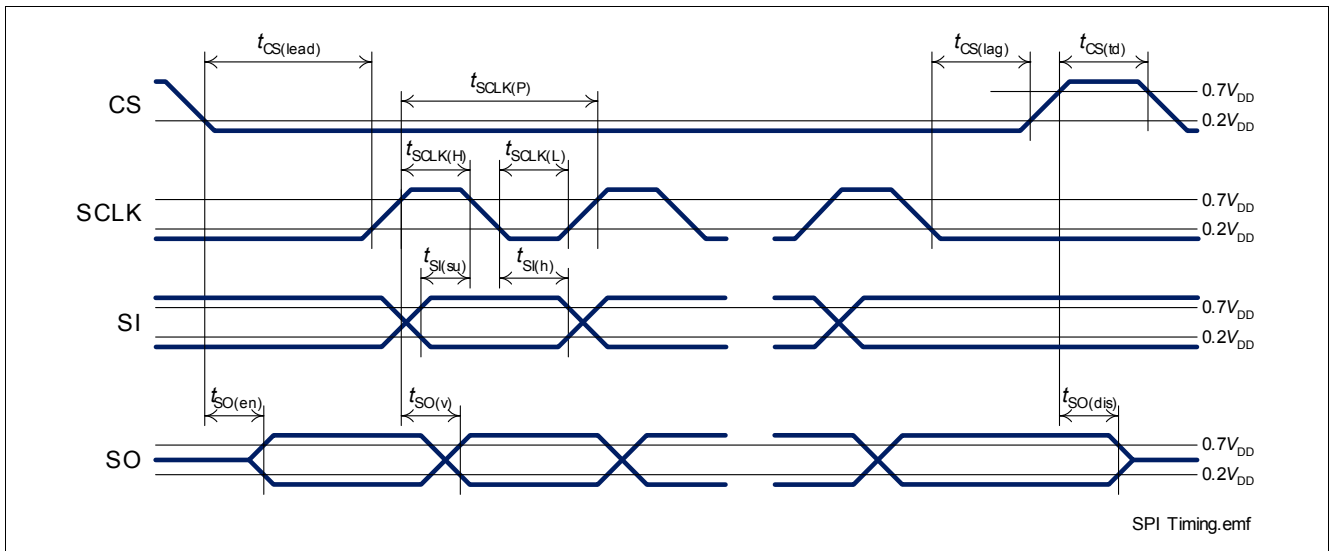 tCS(lead)
tCS(lag)
tCS(td)
tSCLK(P)
CS
0.7VDD
0.2VDD
tSCLK(H)
tSCLK(L)
SCLK
0.7VDD
0.2VDD
tSI(su)
tSI(h)
SI
0.7VDD
0.2VDD
tSO(en)
tSO(v)
tSO(dis)
SO
0.7VDD
0.2VDD
SPI Timing.emf